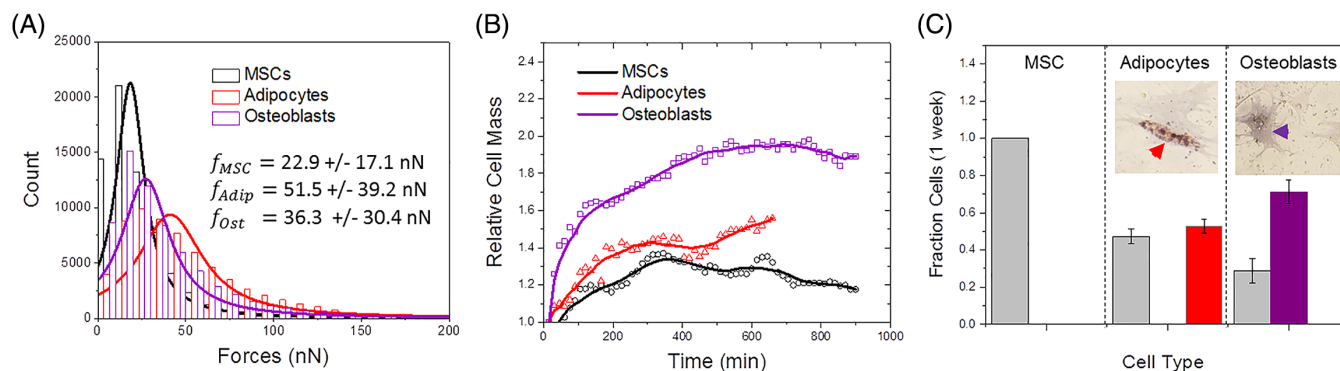 (A)
25000
20000
15000
10000
5000
0
Count
0
50
100
150
200
Forces (nN)
MSCs
Adipocytes
Osteoblasts
fMSC = 22.9 +/- 17.1 nN
fAdip = 51.5 +/- 39.2 nN
fOst = 36.3 +/- 30.4 nN
(B)
2.4
2.2
2.0
1.8
1.6
1.4
1.2
1.0
Relative Cell Mass
0
200
400
600
800
1000
Time (min)
MSCs
Adipocytes
Osteoblasts
(C)
1.4
1.2
1.0
0.8
0.6
0.4
0.2
0.0
Fraction Cells (1 week)
MSC
Adipocytes
Osteoblasts
Cell Type